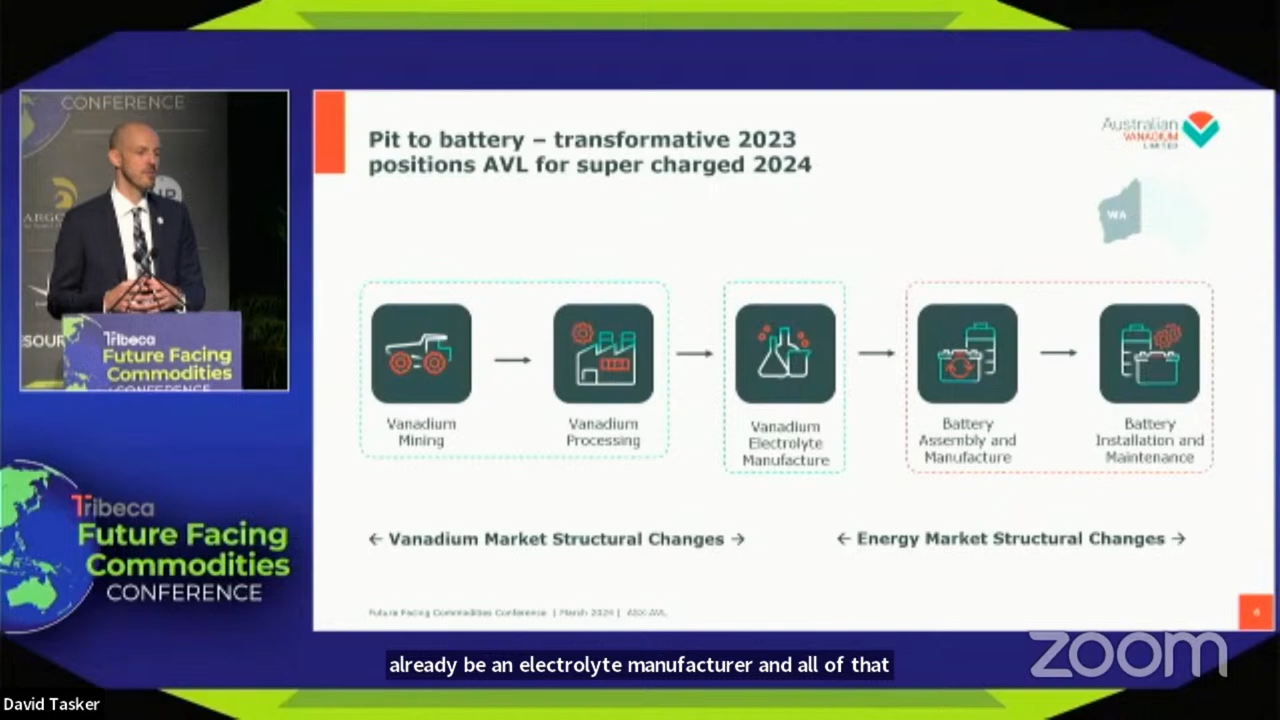 CONFERENCE
Tribeca
Future Facing
Commodities
CONFERENCE
Tribeca
Future Facing
Commodities
CONFERENCE
Pit to battery – transformative 2023
positions AVL for super charged 2024
Australian
VANADIUM
LIMITED
WA
Vanadium
Mining
Vanadium
Processing
Vanadium
Electrolyte
Manufacture
Battery
Assembly and
Manufacture
Battery
Installation and
Maintenance
← Vanadium Market Structural Changes →
← Energy Market Structural Changes →
Future Facing Commodities Conference | March 2024 | ASX:AVL
already be an electrolyte manufacturer and all of that
zoom
David Tasker